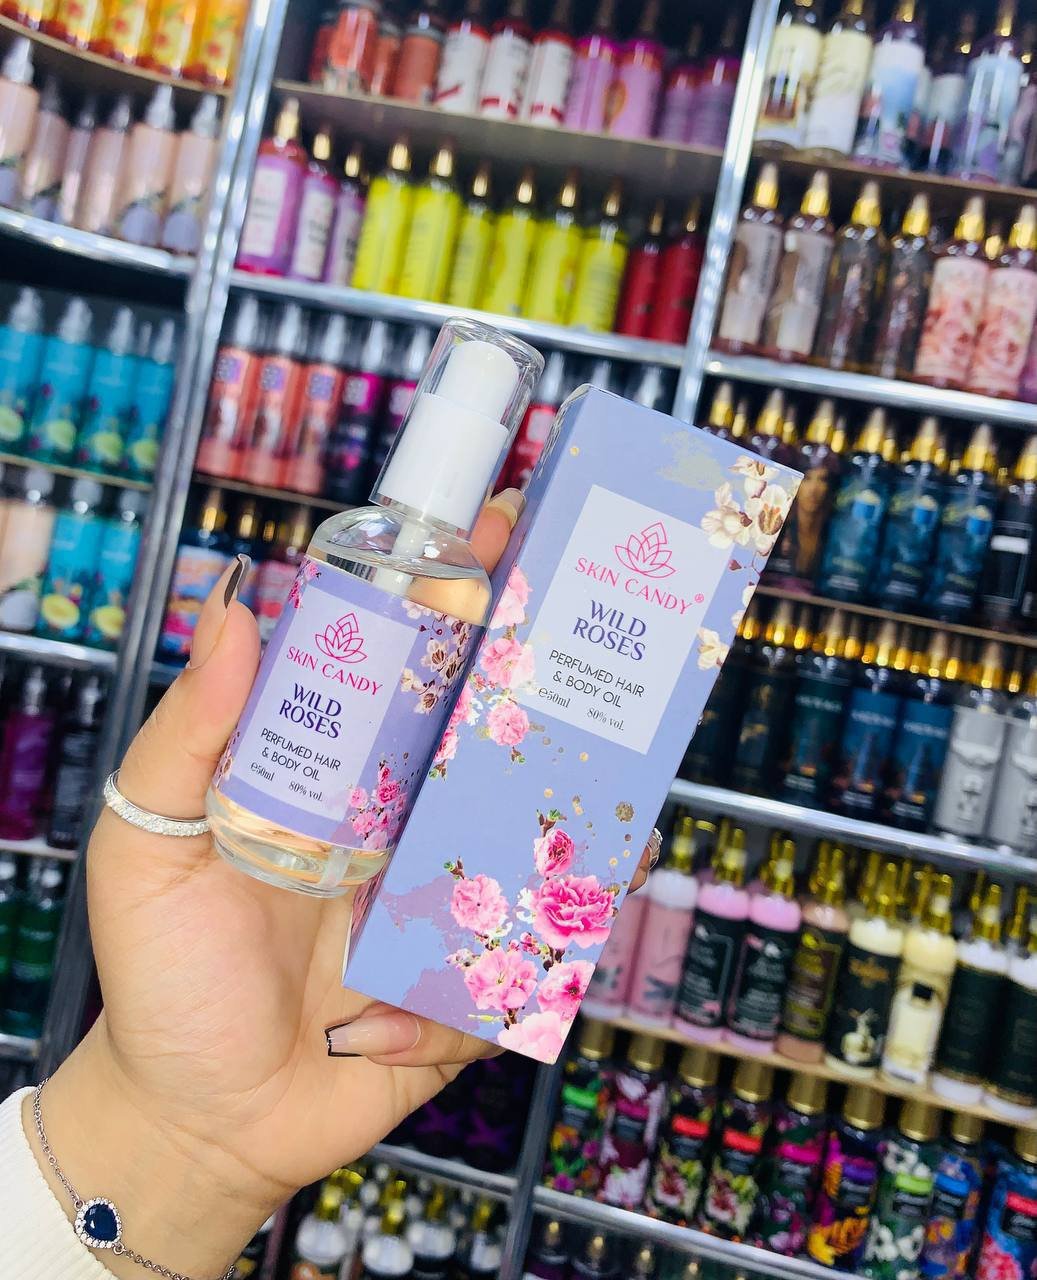 SKIN CANDY
WILD
ROSES
PERFUMED HAIR
& BODY OIL
℮50ml 80% vol.
SKIN CANDY®
WILD
ROSES
PERFUMED HAIR
& BODY OIL
℮50ml 80% vol.